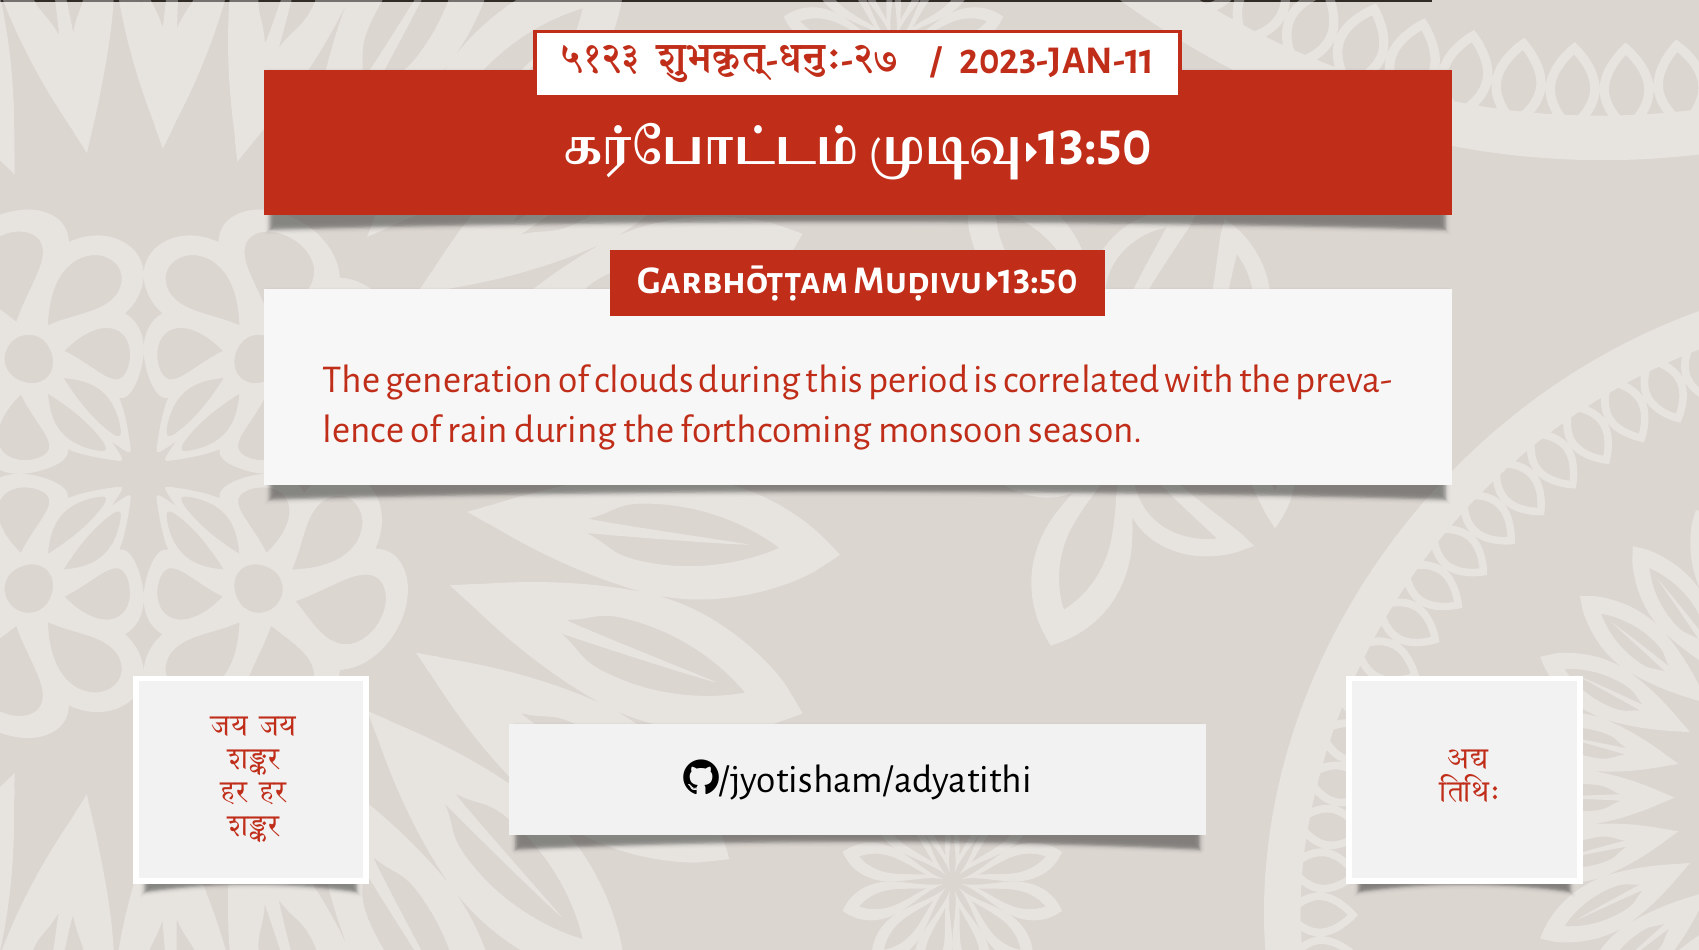 ५१२३ शुभकृत्-धनुः-२७ / 2023-JAN-11
கர்போட்டம் முடிவு▸13:50
GARBHŌṬṬAM MUḌIVU▸13:50
The generation of clouds during this period is correlated with the preva-
lence of rain during the forthcoming monsoon season.
जय जय
शङ्कर
हर हर
शङ्कर
/jyotisham/adyatithi
अद्य
तिथिः